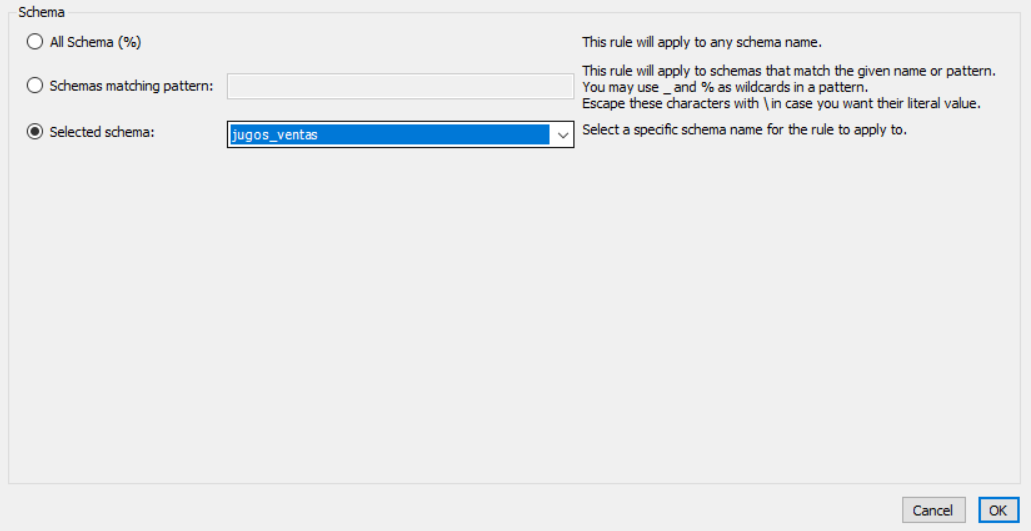 Schema
All Schema (%)
This rule will apply to any schema name.
Schemas matching pattern:
This rule will apply to schemas that match the given name or pattern.
You may use _ and % as wildcards in a pattern.
Escape these characters with \ in case you want their literal value.
Selected schema:
jugos_ventas
Select a specific schema name for the rule to apply to.
Cancel
OK